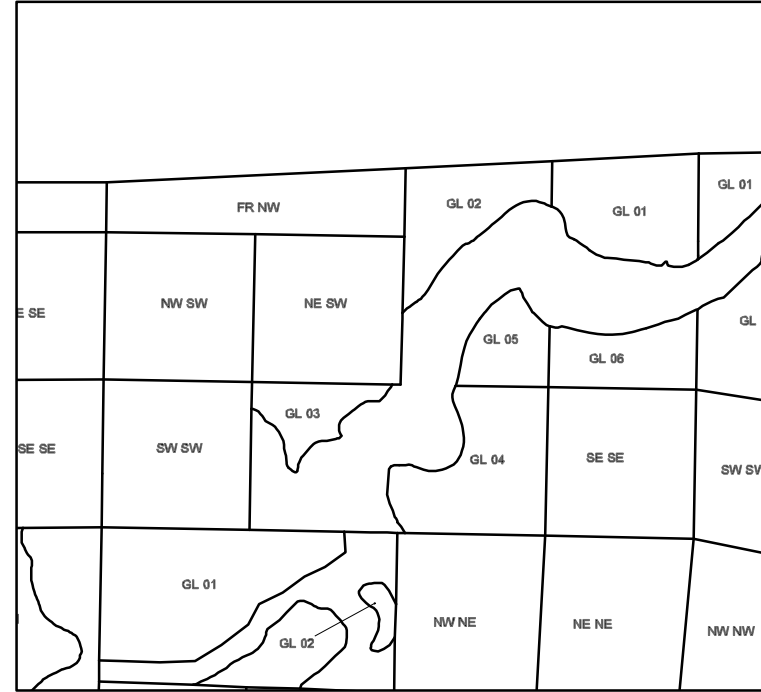 GL 01
GL 02
GL 01
FR NW
NW SW
NE SW
E SE
GL
GL 05
GL 06
GL 03
SE SE
SW SW
GL 04
SE SE
SW SW
GL 01
NW NE
NE NE
NW NW
GL 02